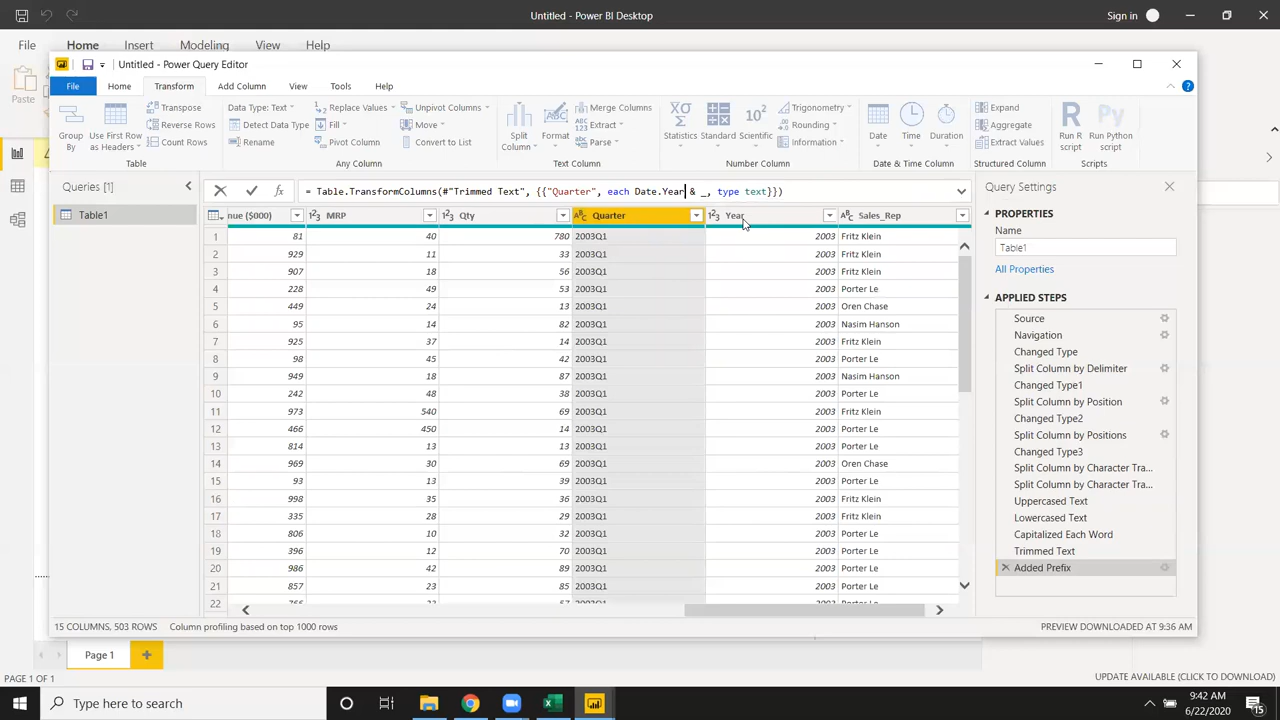 Untitled - Power BI Desktop
Sign in
File Home Insert Modeling View Help
Untitled - Power Query Editor
File Home Transform Add Column View Tools Help
Paste
Group By
Use First Row as Headers
Transpose
Reverse Rows
Count Rows
Table
Data Type: Text
Detect Data Type
Rename
Replace Values
Fill
Pivot Column
Unpivot Columns
Move
Convert to List
Any Column
Split Column
Format
Merge Columns
Extract
Parse
Text Column
Statistics
Standard
Scientific
10²
Trigonometry
Rounding
Information
Number Column
Date
Time
Duration
Date & Time Column
Expand
Aggregate
Extract Values
Structured Column
Run R script
Run Python script
Scripts
Queries [1]
Table1
= Table.TransformColumns(#"Trimmed Text", {{"Quarter", each Date.Year & _, type text}})
nue ($000) MRP Qty Quarter Year Sales_Rep
1 81 40 780 2003Q1 2003 Fritz Klein
2 929 11 33 2003Q1 2003 Fritz Klein
3 907 18 56 2003Q1 2003 Fritz Klein
4 228 49 53 2003Q1 2003 Porter Le
5 449 24 13 2003Q1 2003 Oren Chase
6 95 14 82 2003Q1 2003 Nasim Hanson
7 925 37 14 2003Q1 2003 Fritz Klein
8 98 45 42 2003Q1 2003 Porter Le
9 949 18 87 2003Q1 2003 Nasim Hanson
10 242 48 38 2003Q1 2003 Porter Le
11 973 540 69 2003Q1 2003 Fritz Klein
12 466 450 14 2003Q1 2003 Porter Le
13 814 13 13 2003Q1 2003 Porter Le
14 969 30 69 2003Q1 2003 Oren Chase
15 93 13 39 2003Q1 2003 Porter Le
16 998 35 36 2003Q1 2003 Fritz Klein
17 335 28 29 2003Q1 2003 Fritz Klein
18 806 10 32 2003Q1 2003 Porter Le
19 396 12 70 2003Q1 2003 Porter Le
20 986 42 89 2003Q1 2003 Porter Le
21 857 23 85 2003Q1 2003 Porter Le
22 2003Q1 2003 Porter Le
Query Settings
PROPERTIES
Name
Table1
All Properties
APPLIED STEPS
Source
Navigation
Changed Type
Split Column by Delimiter
Changed Type1
Split Column by Position
Changed Type2
Split Column by Positions
Changed Type3
Split Column by Character Tra...
Split Column by Character Tra...
Uppercased Text
Lowercased Text
Capitalized Each Word
Trimmed Text
Added Prefix
15 COLUMNS, 503 ROWS
Column profiling based on top 1000 rows
PREVIEW DOWNLOADED AT 9:36 AM
Page 1
PAGE 1 OF 1
UPDATE AVAILABLE (CLICK TO DOWNLOAD)
Type here to search
9:42 AM
6/22/2020
15